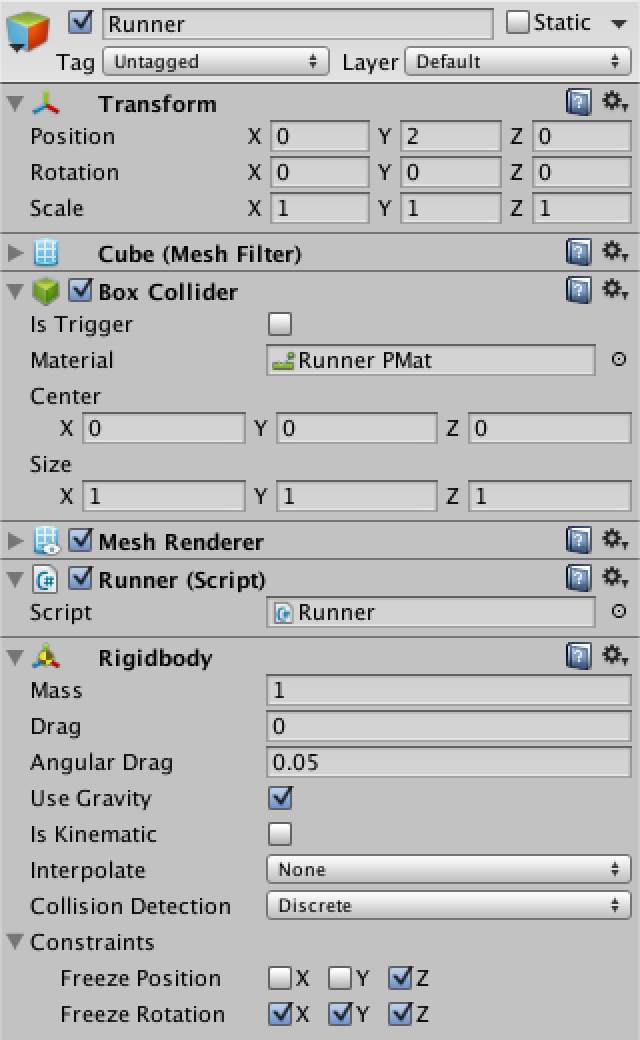 Runner Static
Tag Untagged Layer Default
Transform
Position X 0 Y 2 Z 0
Rotation X 0 Y 0 Z 0
Scale X 1 Y 1 Z 1
Cube (Mesh Filter)
Box Collider
Is Trigger
Material Runner PMat
Center
X 0 Y 0 Z 0
Size
X 1 Y 1 Z 1
Mesh Renderer
Runner (Script)
Script Runner
Rigidbody
Mass 1
Drag 0
Angular Drag 0.05
Use Gravity
Is Kinematic
Interpolate None
Collision Detection Discrete
Constraints
Freeze Position X Y Z
Freeze Rotation X Y Z